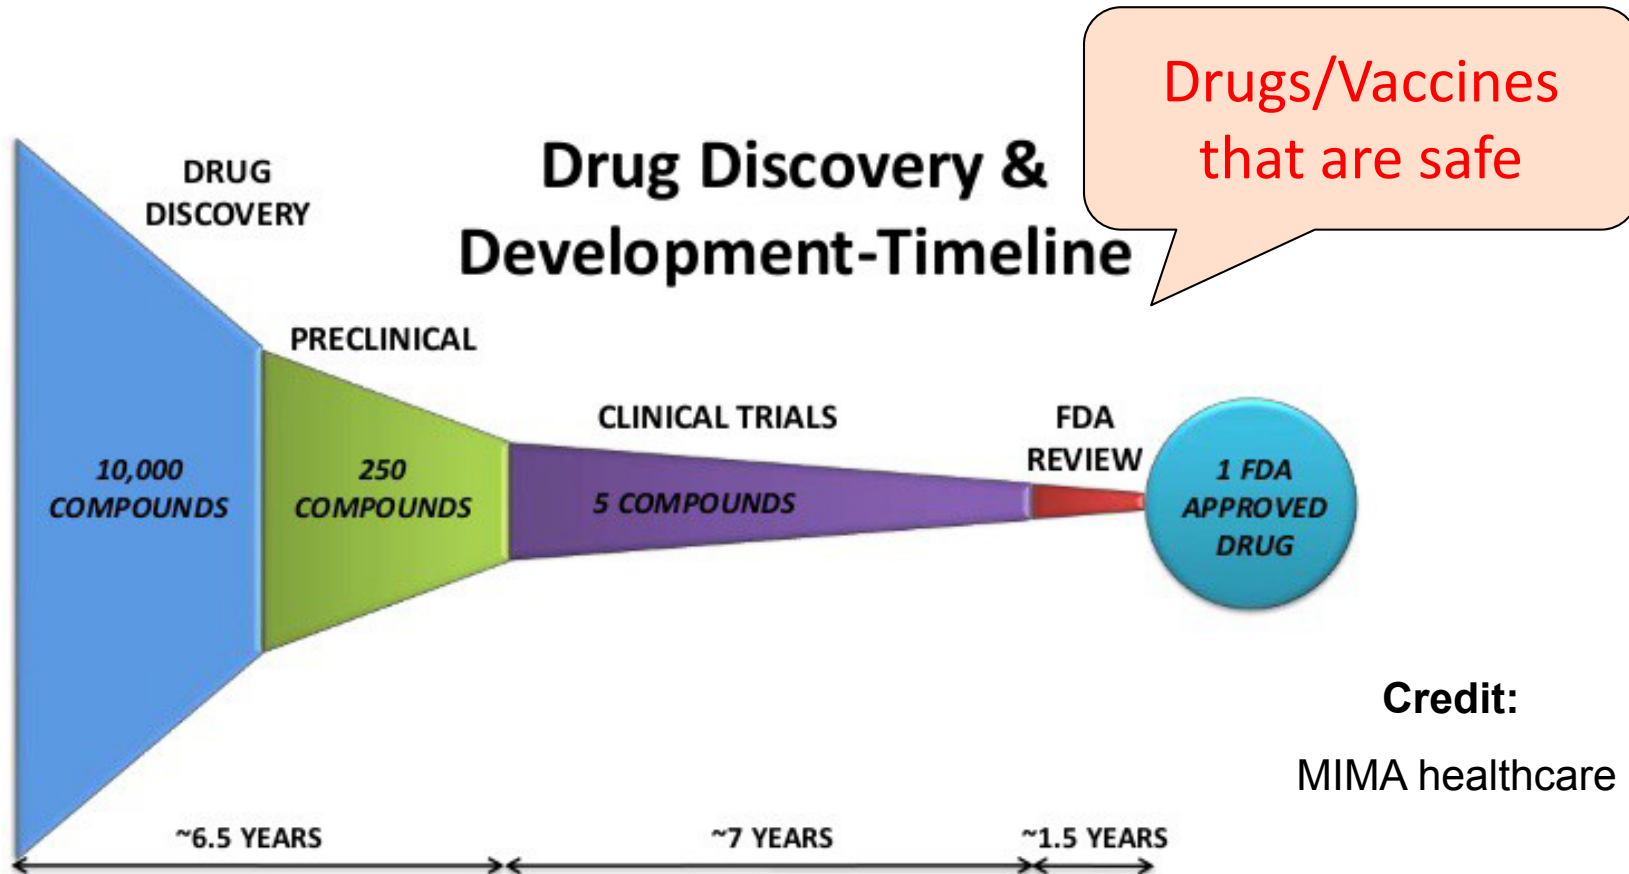 Drugs/Vaccines
that are safe
Drug Discovery &
Development-Timeline
DRUG
DISCOVERY
PRECLINICAL
CLINICAL TRIALS
FDA
REVIEW
10,000
COMPOUNDS
250
COMPOUNDS
5 COMPOUNDS
1 FDA
APPROVED
DRUG
Credit:
MIMA healthcare
~6.5 YEARS
~7 YEARS
~1.5 YEARS